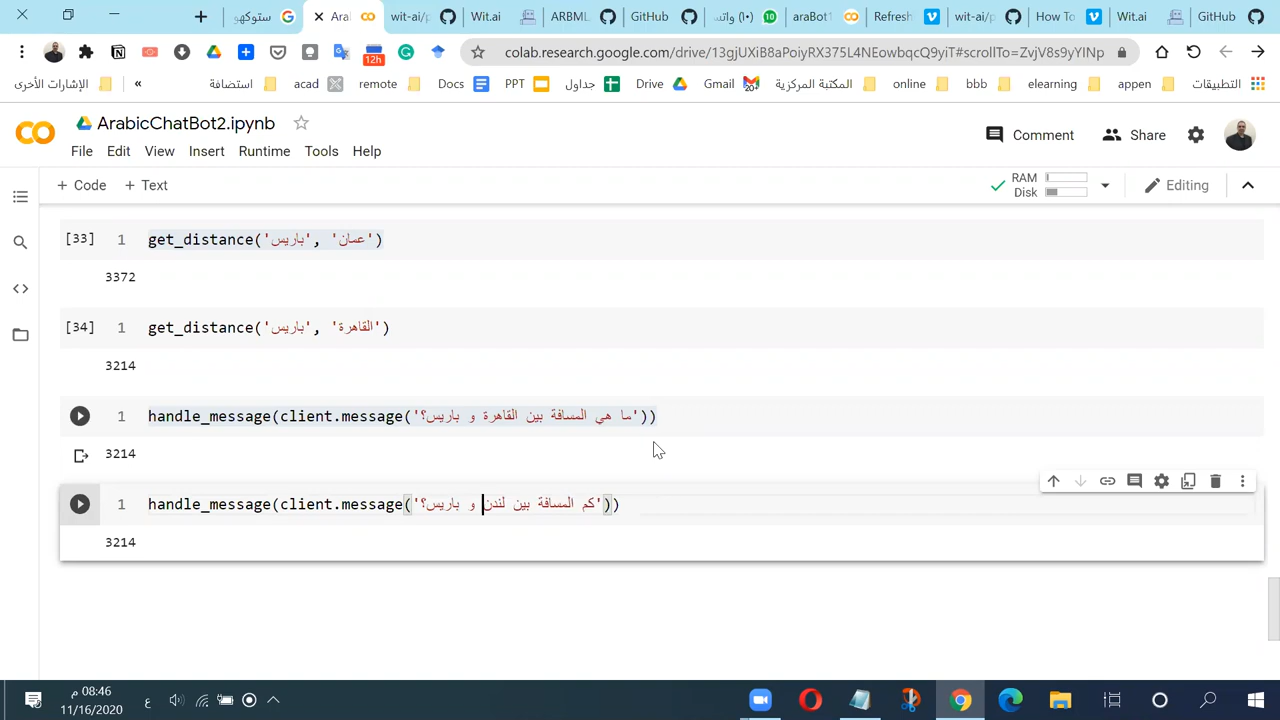 ستوكهو
Ara
wit-ai/p
Wit.ai
ARBML
GitHub
(١٠) واتس
araBot1
Refresh
wit-ai/p
How To
Wit.ai
GitHub
12h
colab.research.google.com/drive/13gjUXiB8PoiyR3Y5L4NEowbqcQ9yiT#scrollTo=ZvjV8s9YtJNp
الإشارات الأخرى
«
استضافة
acad
remote
Docs
PPT
جداول
Drive
Gmail
المكتبة المركزية
online
bbb
elearning
appen
التطبيقات
ArabicChatBot2.ipynb
Comment
Share
File Edit View Insert Runtime Tools Help
+ Code + Text
RAM
Disk
Editing
[33] 1 get_distance('باريس', 'عمان')
3372
[34] 1 get_distance('باريس', 'القاهرة')
3214
1 handle_message(client.message('ما هي المسافة بين القاهرة و باريس؟'))
3214
1 handle_message(client.message('كم المسافة بين لندن و باريس؟'))
3214
08:46 م
11/16/2020
ع